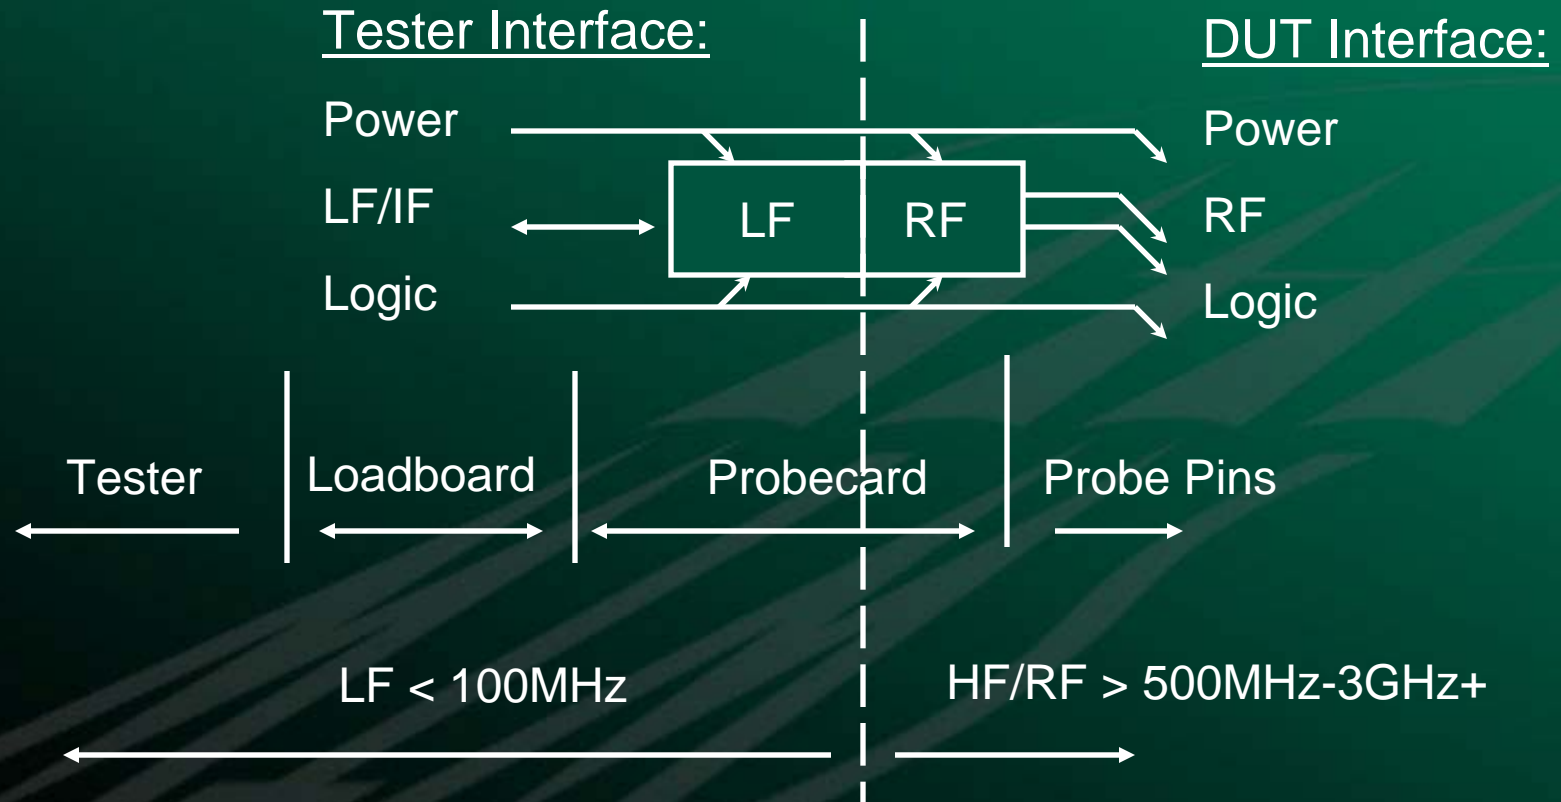 Tester Interface:
DUT Interface:
Power
Power
LF/IF
LF
RF
RF
Logic
Logic
Tester
Loadboard
Probecard
Probe Pins
LF < 100MHz
HF/RF > 500MHz-3GHz+